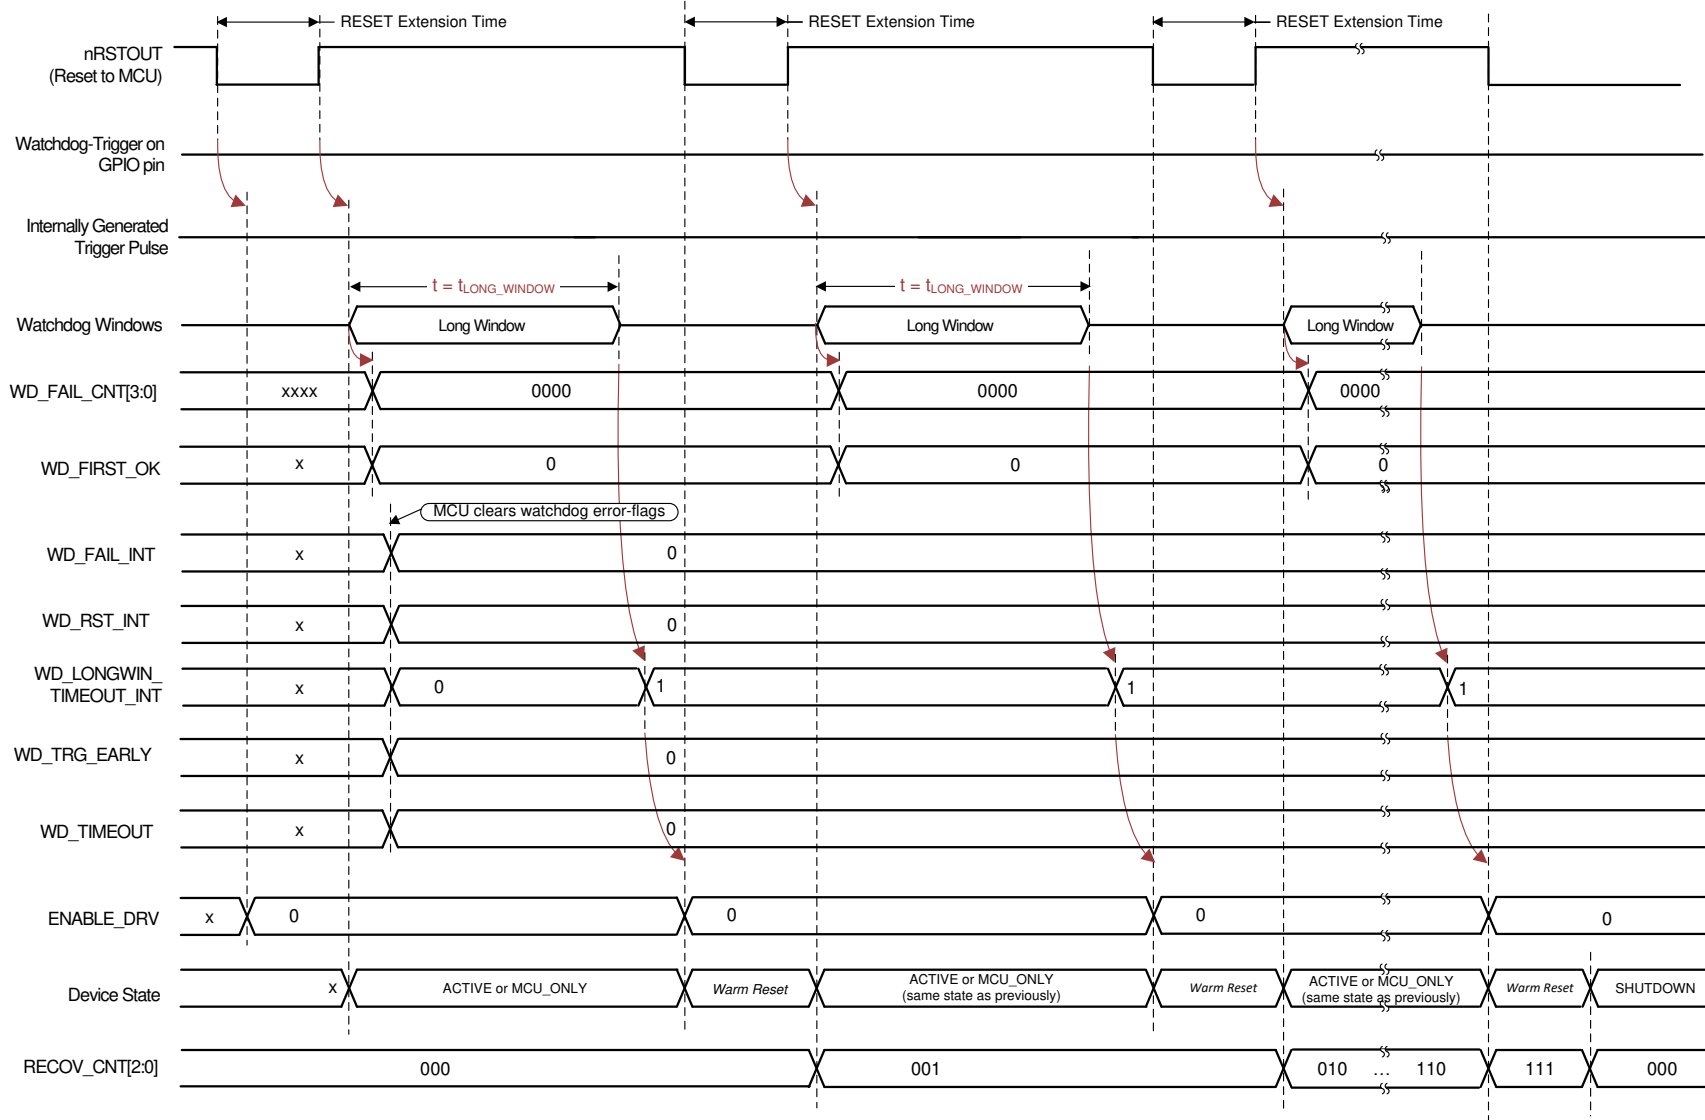 RESET Extension Time RESET Extension Time RESET Extension Time
nRSTOUT
(Reset to MCU)
Watchdog-Trigger on
GPIO pin
Internally Generated
Trigger Pulse
t = tLONG_WINDOW t = tLONG_WINDOW
Watchdog Windows Long Window Long Window Long Window
WD_FAIL_CNT[3:0] xxxx 0000 0000 0000
WD_FIRST_OK x 0 0 0
MCU clears watchdog error-flags
WD_FAIL_INT x 0
WD_RST_INT x 0
WD_LONGWIN_
TIMEOUT_INT x 0 1 1 1
WD_TRG_EARLY x 0
WD_TIMEOUT x 0
ENABLE_DRV x 0 0 0 0
Device State x ACTIVE or MCU_ONLY Warm Reset ACTIVE or MCU_ONLY
(same state as previously) Warm Reset ACTIVE or MCU_ONLY
(same state as previously) Warm Reset SHUTDOWN
RECOV_CNT[2:0] 000 001 010 ... 110 111 000